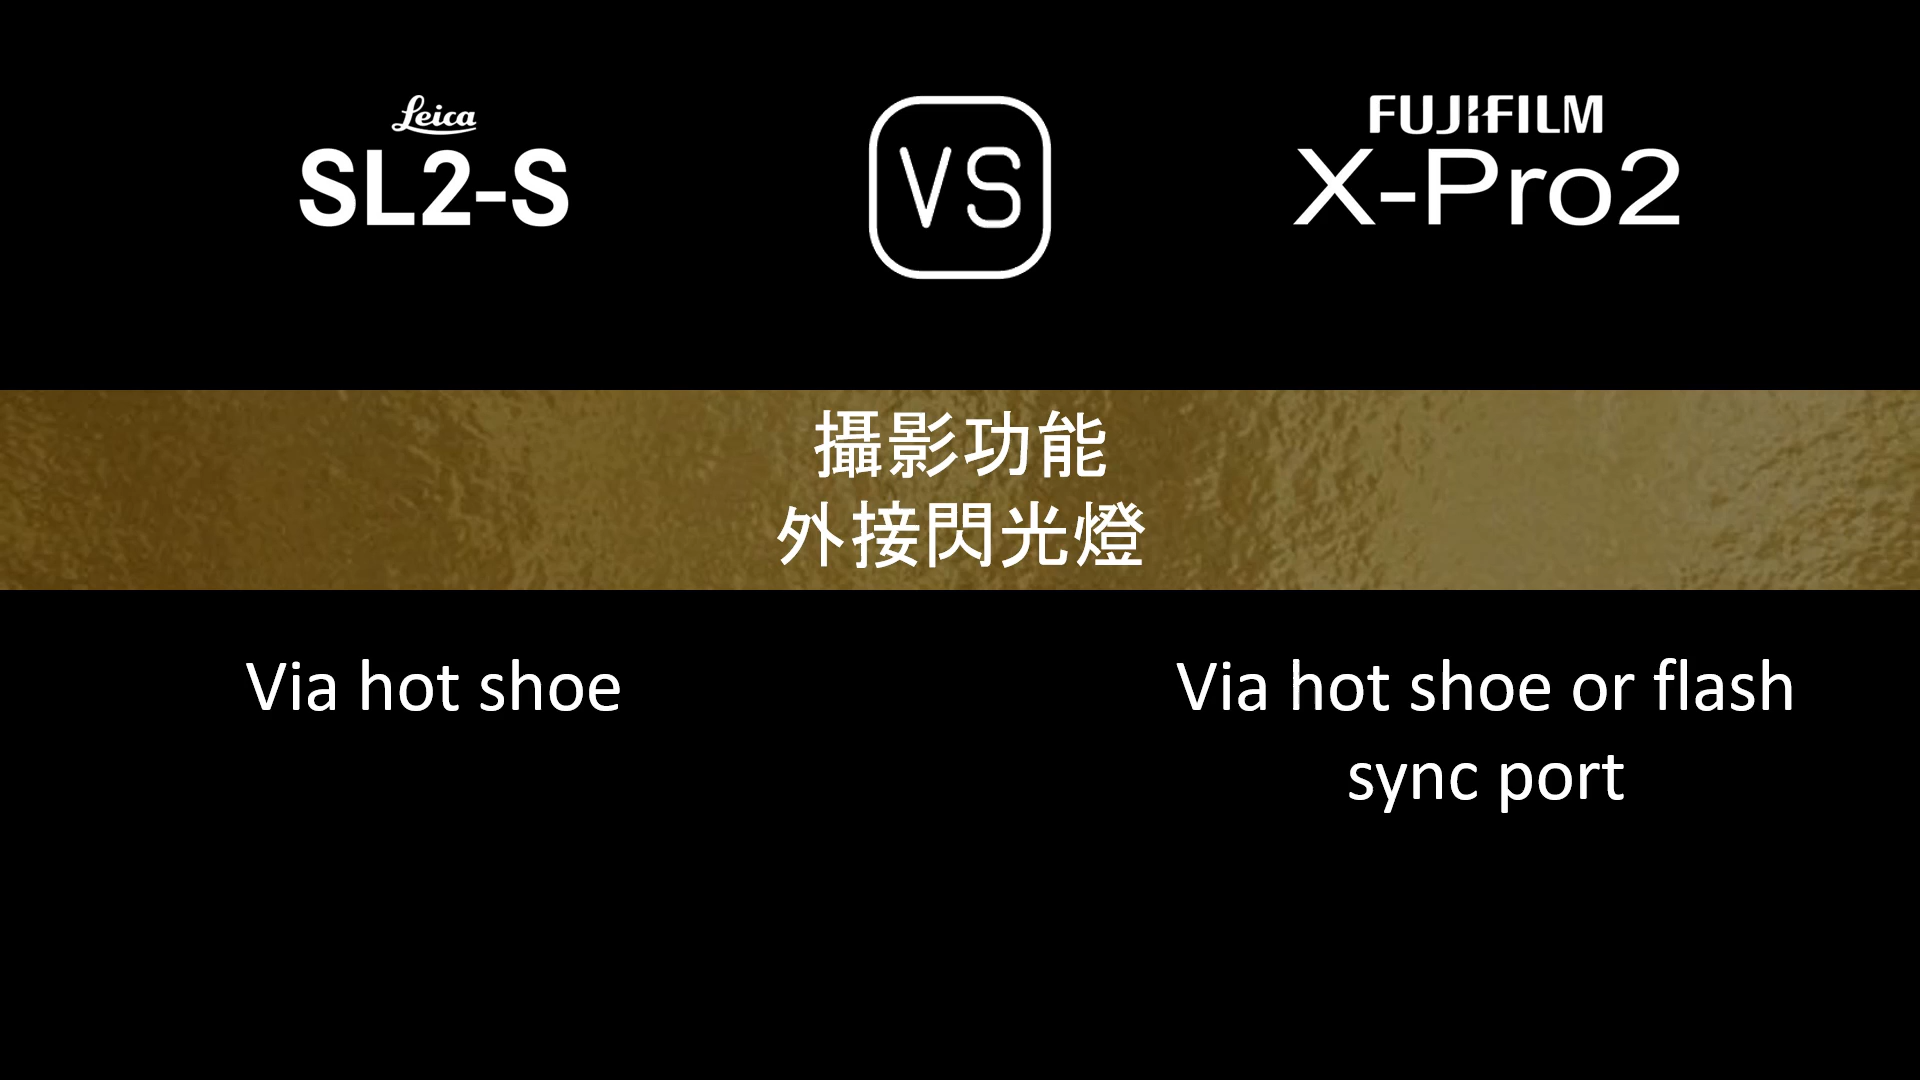 Leica
SL2-S
VS
FUJIFILM
X-Pro2
攝影功能
外接閃光燈
Via hot shoe
Via hot shoe or flash
sync port